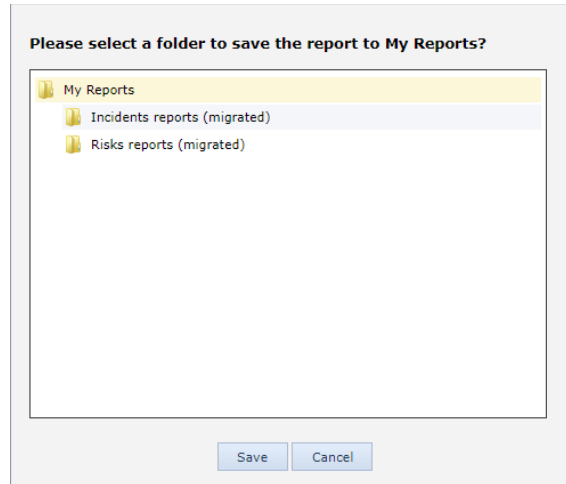 Please select a folder to save the report to My Reports?
My Reports
Incidents reports (migrated)
Risks reports (migrated)
Save Cancel